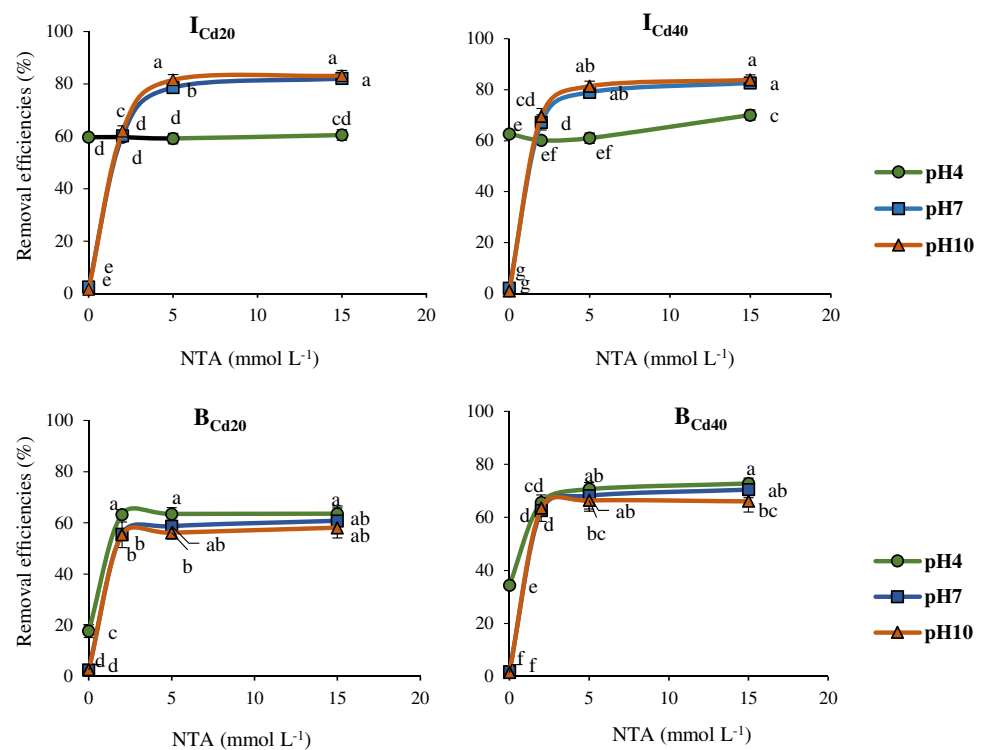 I Cd20
Removal efficiencies (%)
100
80
60
40
20
0
0
5
10
15
20
NTA (mmol L-1)
a
a
b
a
c
d
d
cd
d
d
e
e
I Cd40
100
80
60
40
20
0
0
5
10
15
20
NTA (mmol L-1)
ab
a
a
ab
cd
d
c
e
ef
ef
g
g
pH4
pH7
pH10
B Cd20
Removal efficiencies (%)
100
80
60
40
20
0
0
5
10
15
20
NTA (mmol L-1)
a
a
a
ab
ab
b
b
ab
b
c
d
d
B Cd40
100
80
60
40
20
0
0
5
10
15
20
NTA (mmol L-1)
cd
ab
a
ab
d
d
ab
bc
bc
e
f
f
pH4
pH7
pH10